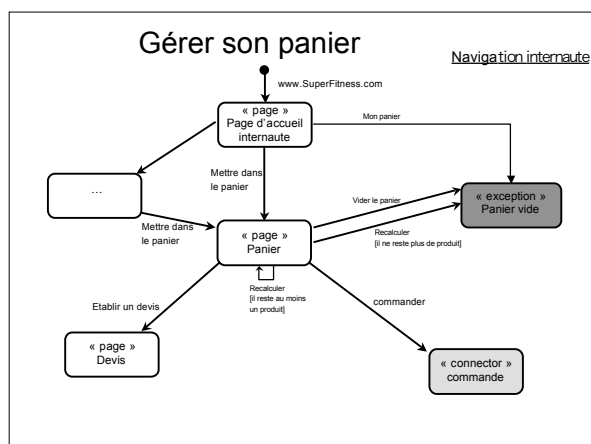 Gérer son panier
Navigation internaute
www.SuperFitness.com
« page »
Page d'accueil
internaute
Mon panier
Mettre dans
le panier
...
« exception »
Panier vide
Vider le panier
Mettre dans
le panier
« page »
Panier
Recalculer
[il ne reste plus de produit]
Recalculer
[il reste au moins
un produit]
Etablir un devis
commander
« page »
Devis
« connector »
commande